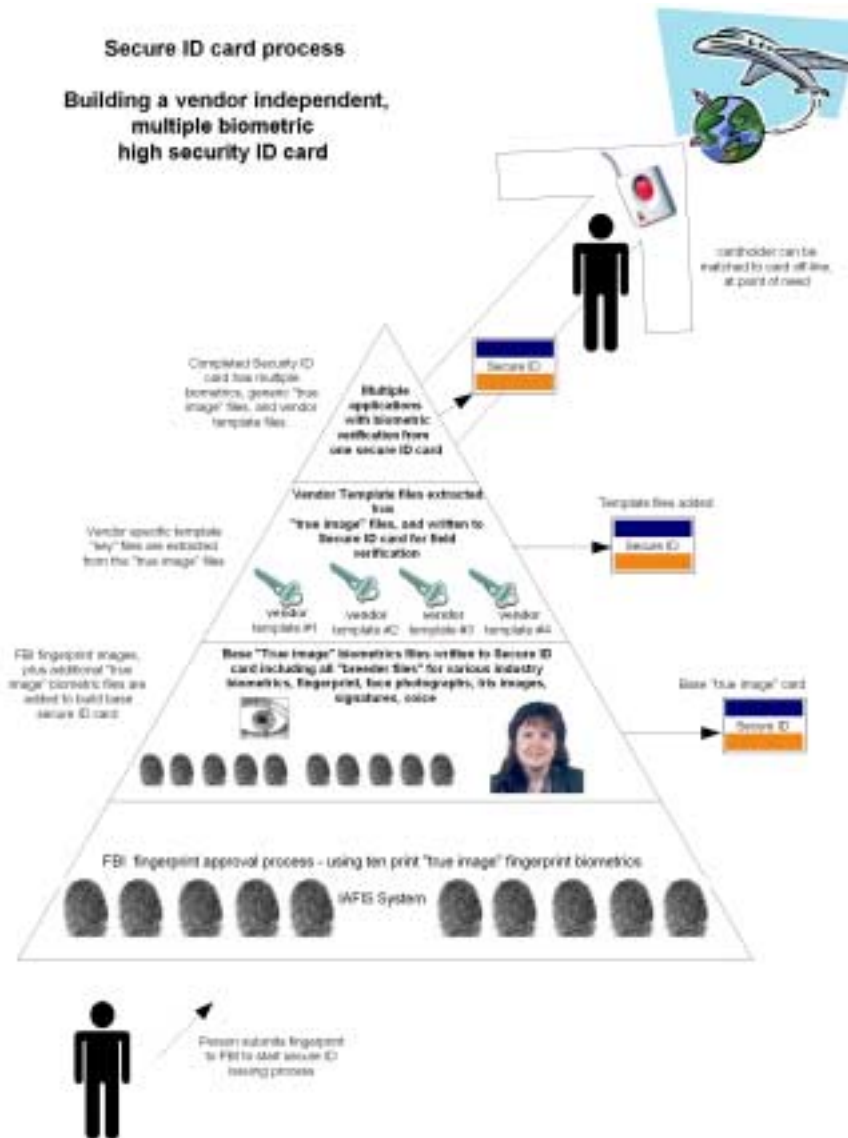 Secure ID card process
Building a vendor independent,
multiple biometric
high security ID card
cardholder can be
matched to card off-line,
at point of need
Completed Security ID
card has multiple
biometrics, generic "true
image" files, and vendor
template files
Secure ID
Multiple
applications
with biometric
verification from
one secure ID card
Vendor Template files extracted
"true image" files, and written to
Secure ID card for field
verification
Vendor specific template
"key" files are extracted
from the "true image" files
Template files added
Secure ID
vendor
template #1
vendor
template #2
vendor
template #3
vendor
template #4
FBI fingerprint images,
plus additional "true
image" biometric files are
added to build base
secure ID card
Base "True image" biometrics files written to Secure ID
card including all "breeder files" for various industry
biometrics, fingerprint, face photographs, iris images,
signatures, voice
Base "true image" card
Secure ID
FBI fingerprint approval process - using ten print "true image" fingerprint biometrics
IAFIS System
Person submits fingerprint
to FBI to start secure ID
issuing process